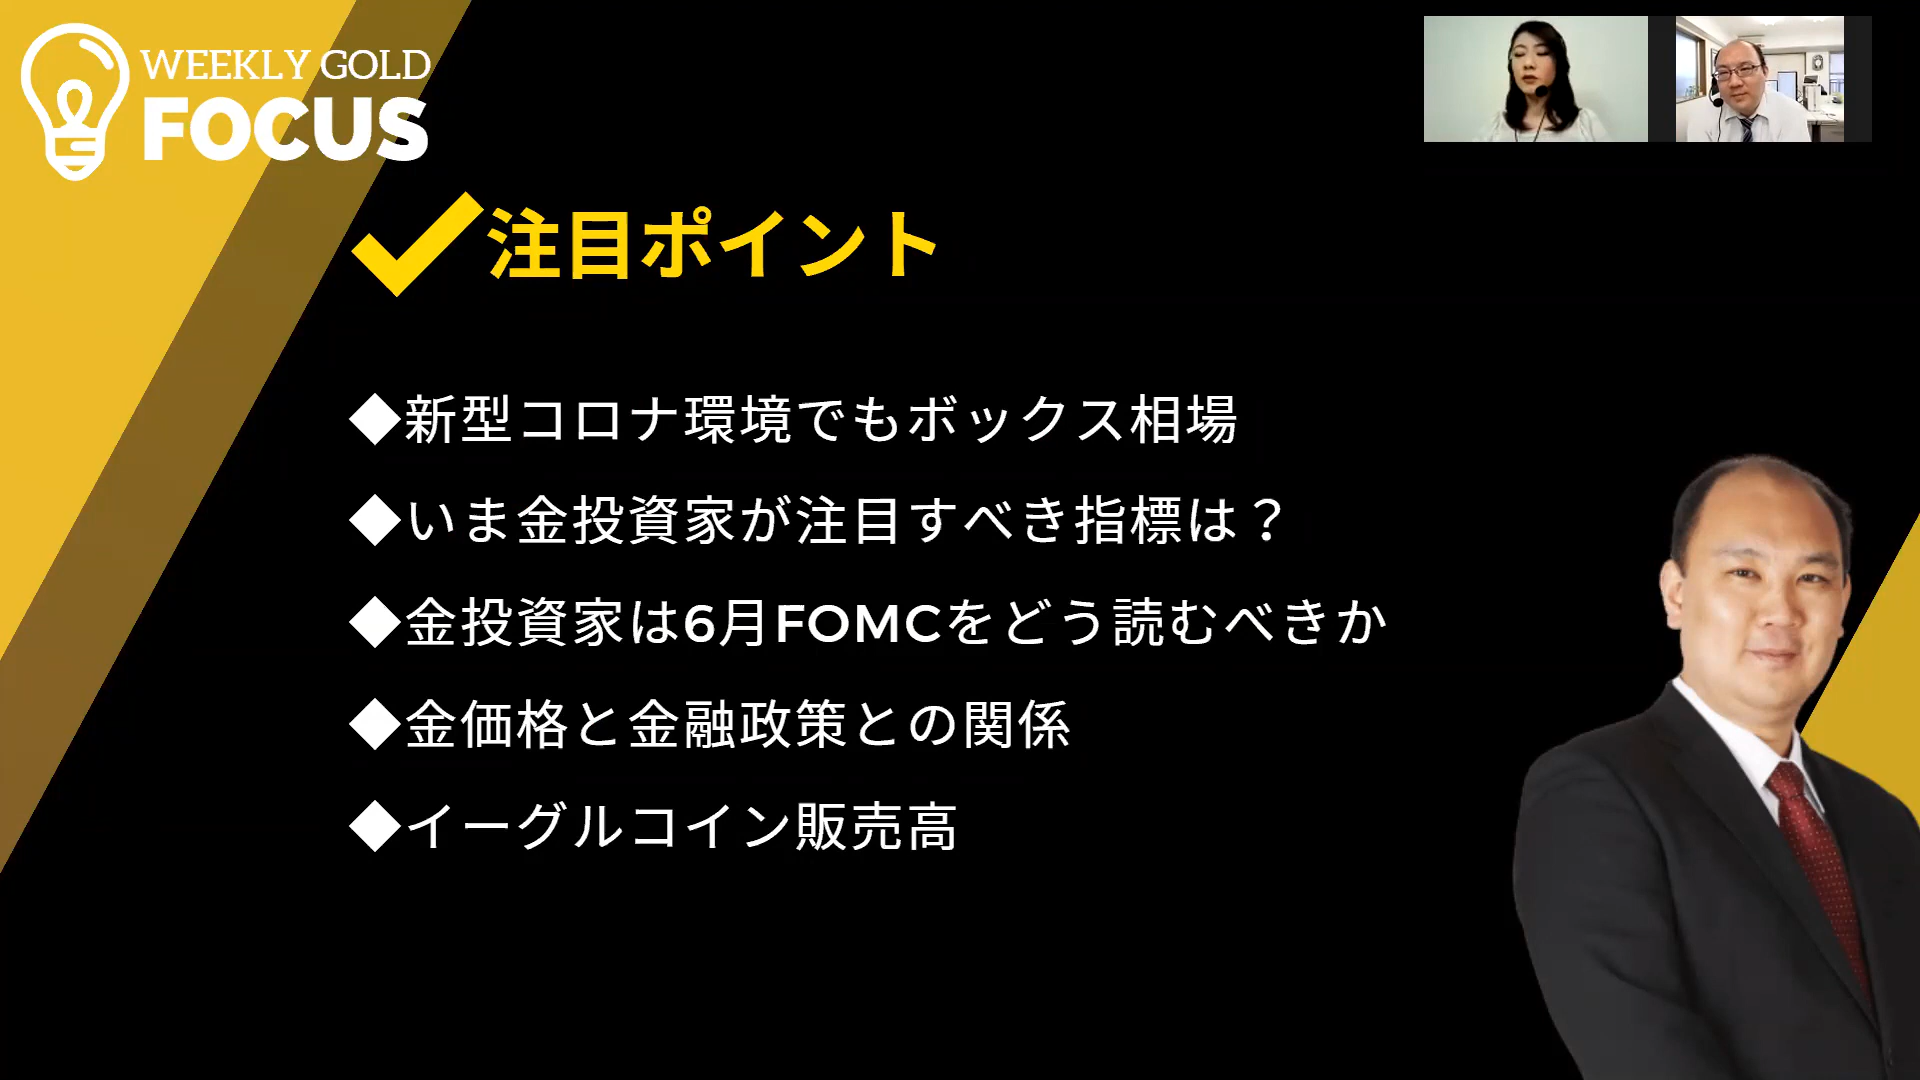 WEEKLY GOLD
FOCUS
注目ポイント
◆新型コロナ環境でもボックス相場
◆いま金投資家が注目すべき指標は？
◆金投資家は6月FOMCをどう読むべきか
◆金価格と金融政策との関係
◆イーグルコイン販売高